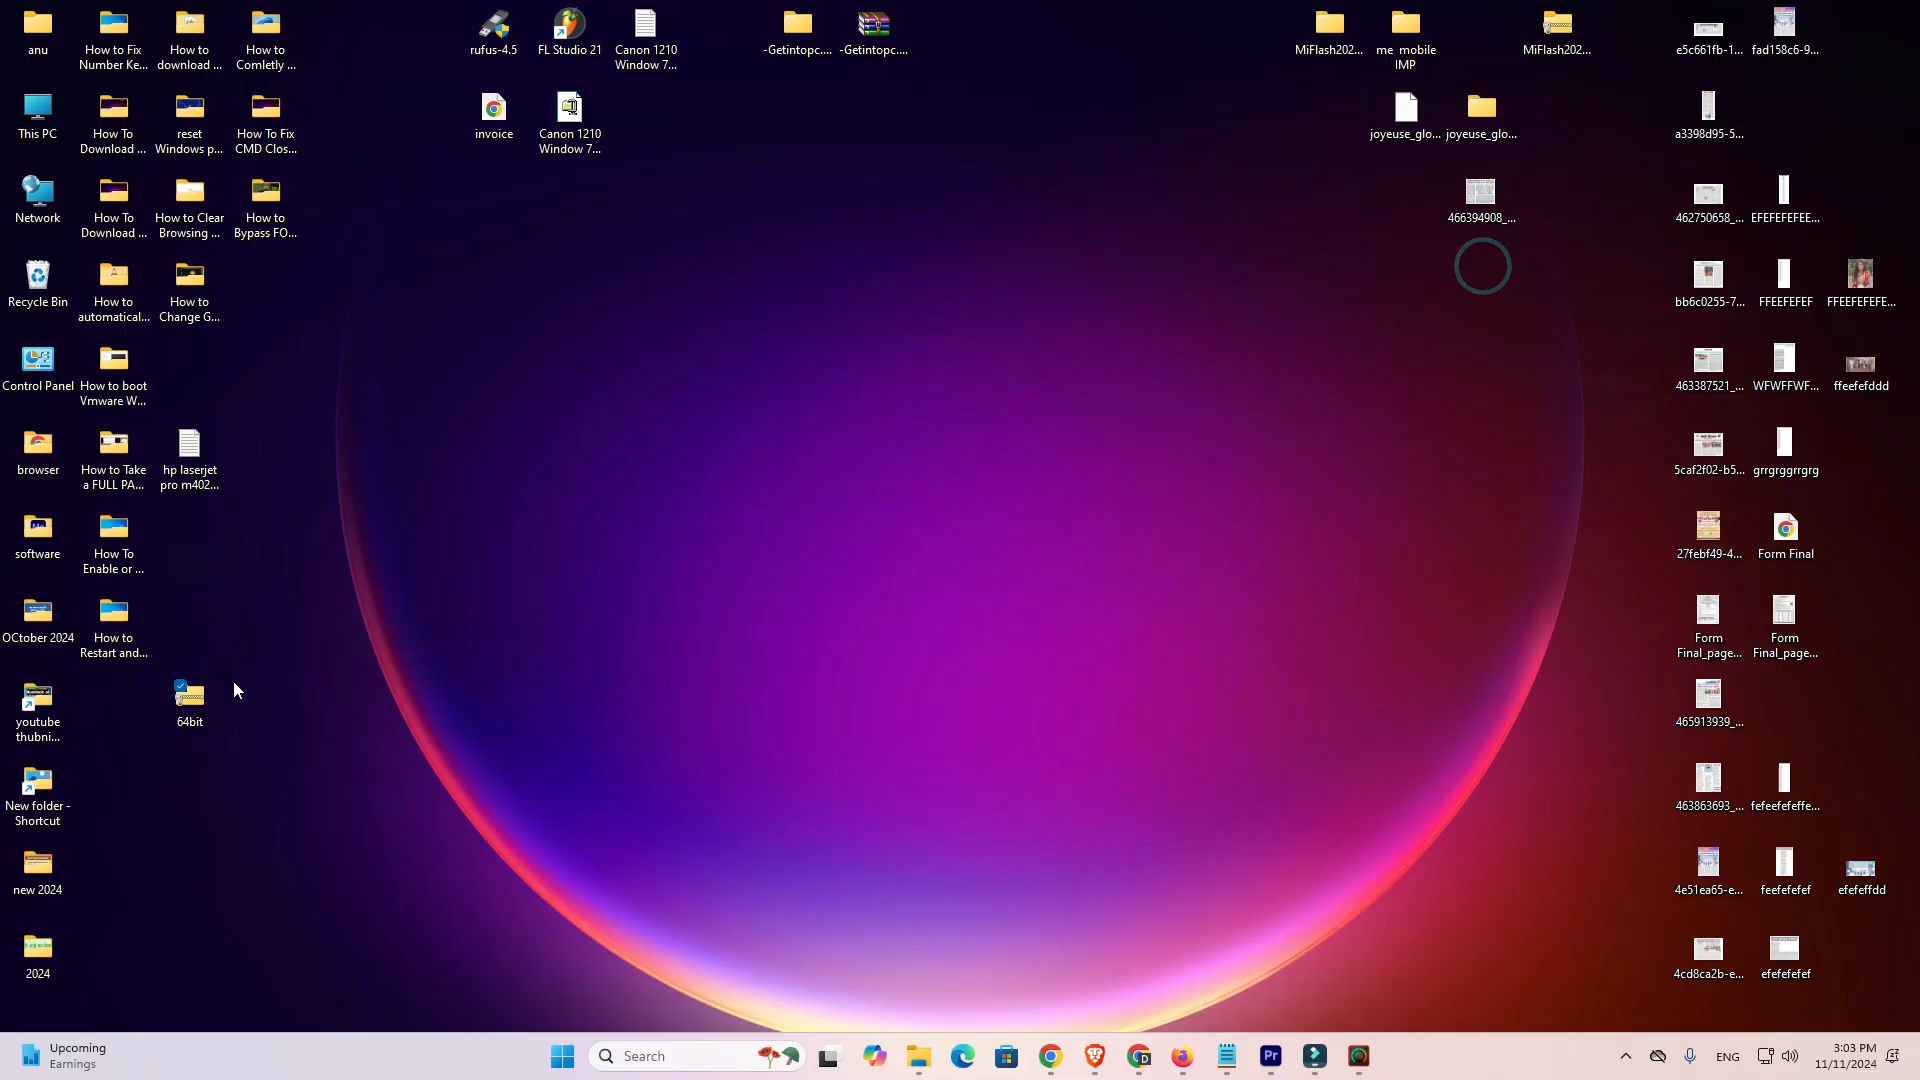 anu
How to Fix
Number Ke...
How to
download ...
How to
Comletly ...
rufus-4.5
FL Studio 21
Canon 1210
Window 7...
-Getintopc....
-Getintopc....
MiFlash202...
me mobile
IMP
MiFlash202...
e5c661fb-1...
fad158c6-9...
This PC
How To
Download ...
reset
Windows p...
How To Fix
CMD Clos...
invoice
Canon 1210
Window 7...
joyeuse_glo...
joyeuse_glo...
a3398d95-5...
Network
How To
Download ...
How to Clear
Browsing ...
How to
Bypass FO...
466394908_...
462750658_...
EFEFEFEFEE...
Recycle Bin
How to
automatical...
How to
Change G...
bb6c0255-7...
FFEEFEFEF
FFEEFEFEFE...
Control Panel
How to boot
Vmware W...
463387521_...
WFWFFWF...
ffeefefddd
browser
How to Take
a FULL PA...
hp laserjet
pro m402...
5caf2f02-b5...
grrgrggrrgrg
software
How To
Enable or ...
27febf49-4...
Form Final
OCtober 2024
How to
Restart and...
Form
Final_page...
Form
Final_page...
youtube
thubni...
64bit
465913939_...
New folder -
Shortcut
463863693_...
fefeefefeffe...
new 2024
4e51ea65-e...
feefefefef
efefeffdd
2024
4cd8ca2b-e...
efefefefef
Upcoming
Earnings
Search
ENG
3:03 PM
11/11/2024